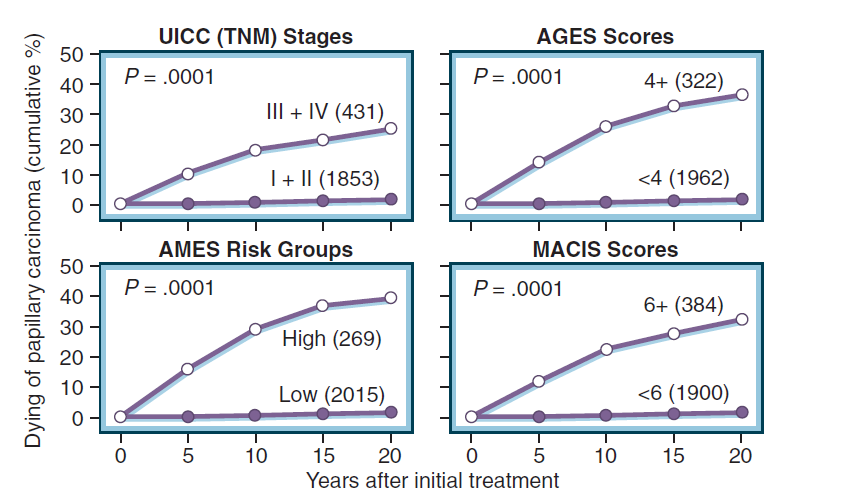 UICC (TNM) Stages
AGES Scores
Dying of papillary carcinoma (cumulative %)
50
40
30
20
10
0
P = .0001
III + IV (431)
I + II (1853)
P = .0001
4+ (322)
<4 (1962)
AMES Risk Groups
MACIS Scores
50
40
30
20
10
0
P = .0001
High (269)
Low (2015)
P = .0001
6+ (384)
<6 (1900)
0 5 10 15 20
0 5 10 15 20
Years after initial treatment